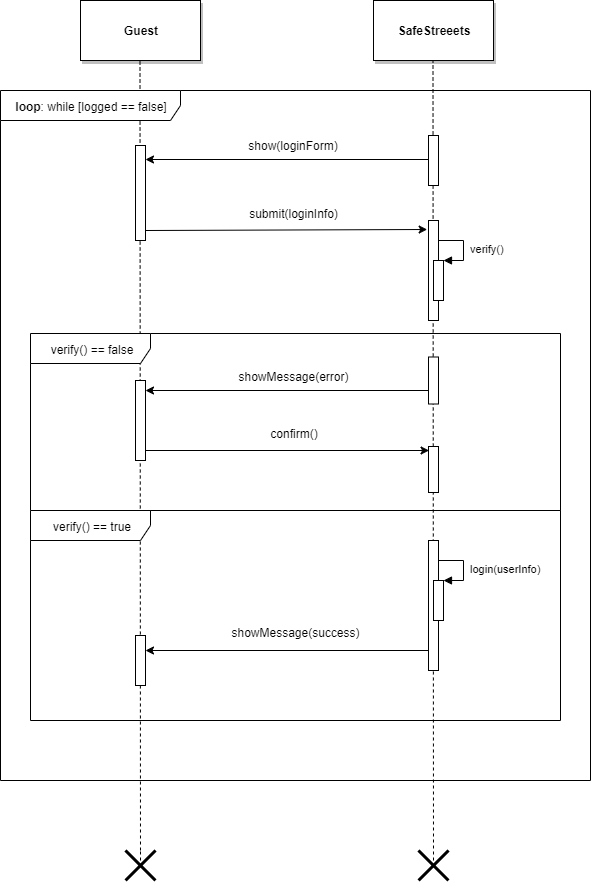 Guest
SafeStreeets
loop: while [logged == false]
show(loginForm)
submit(loginInfo)
verify()
verify() == false
showMessage(error)
confirm()
verify() == true
login(userInfo)
showMessage(success)